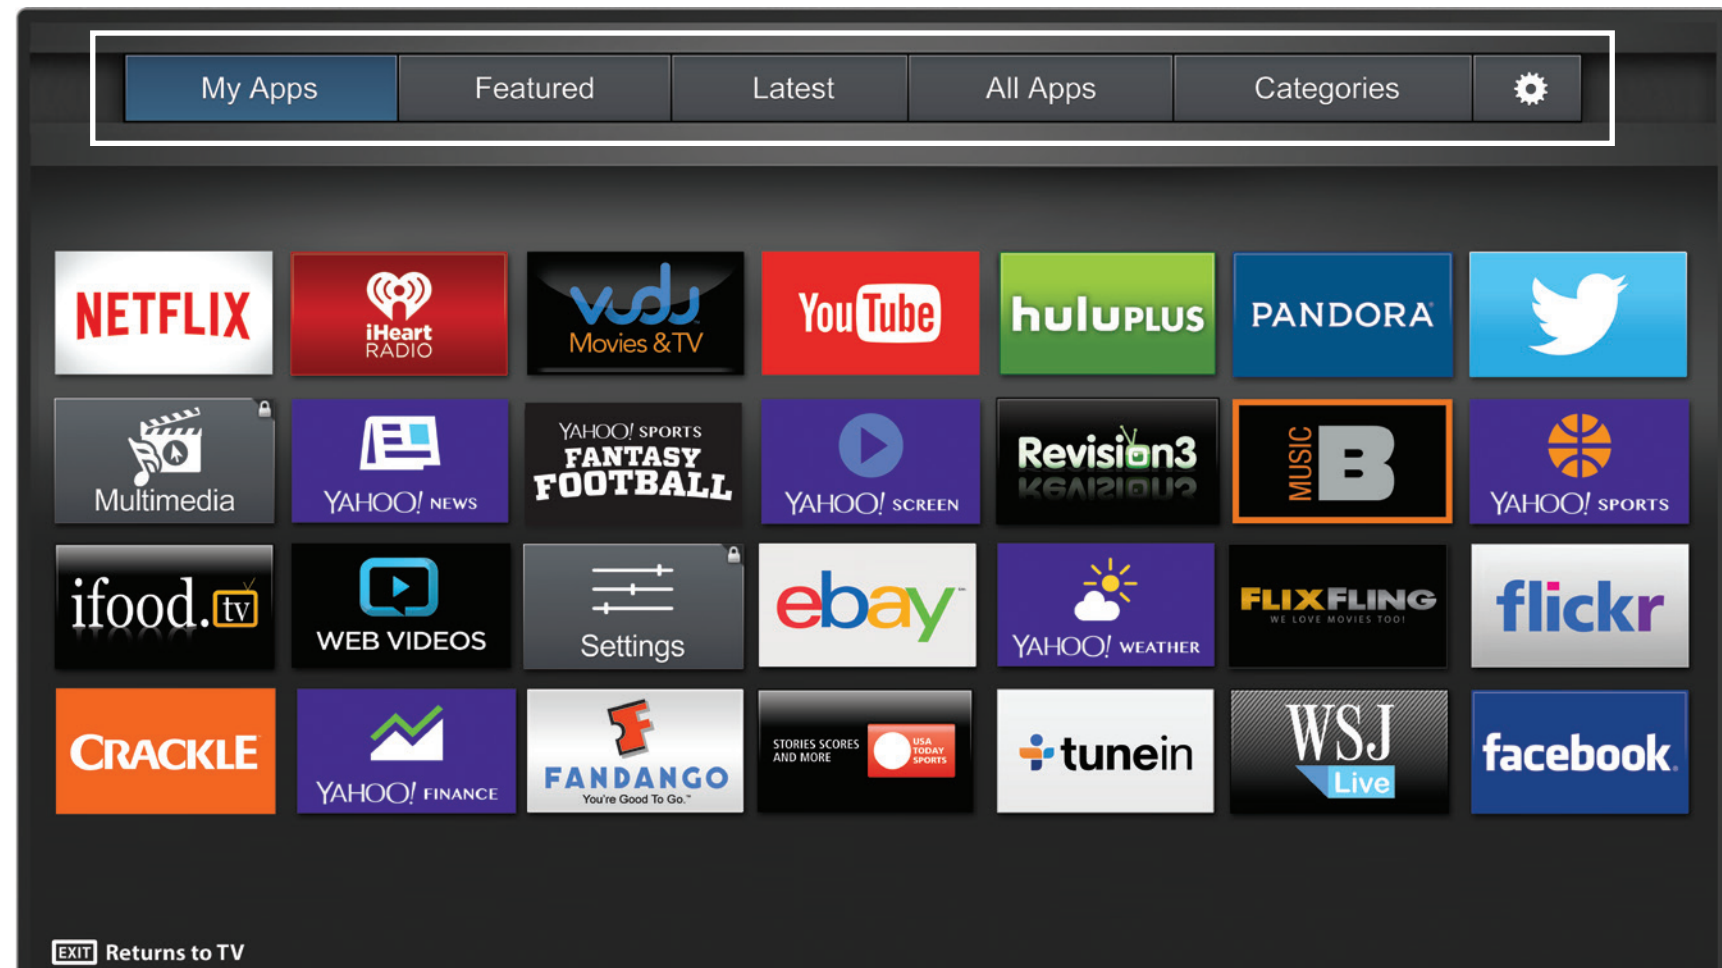 My Apps Featured Latest All Apps Categories
NETFLIX
iHeart
RADIO
vudu
Movies & TV
YouTube
huluPLUS
PANDORA
Multimedia
YAHOO! NEWS
YAHOO! SPORTS
FANTASY
FOOTBALL
YAHOO! SCREEN
Revision3
MUSIC
B
YAHOO! SPORTS
ifood.tv
WEB VIDEOS
Settings
ebay
YAHOO! WEATHER
FLIXFLING
WE LOVE MOVIES TOO!
flickr
CRACKLE
YAHOO! FINANCE
F
FANDANGO
You're Good To Go.™
STORIES SCORES
AND MORE
USA
TODAY
SPORTS
tunein
WSJ
Live
facebook
EXIT Returns to TV